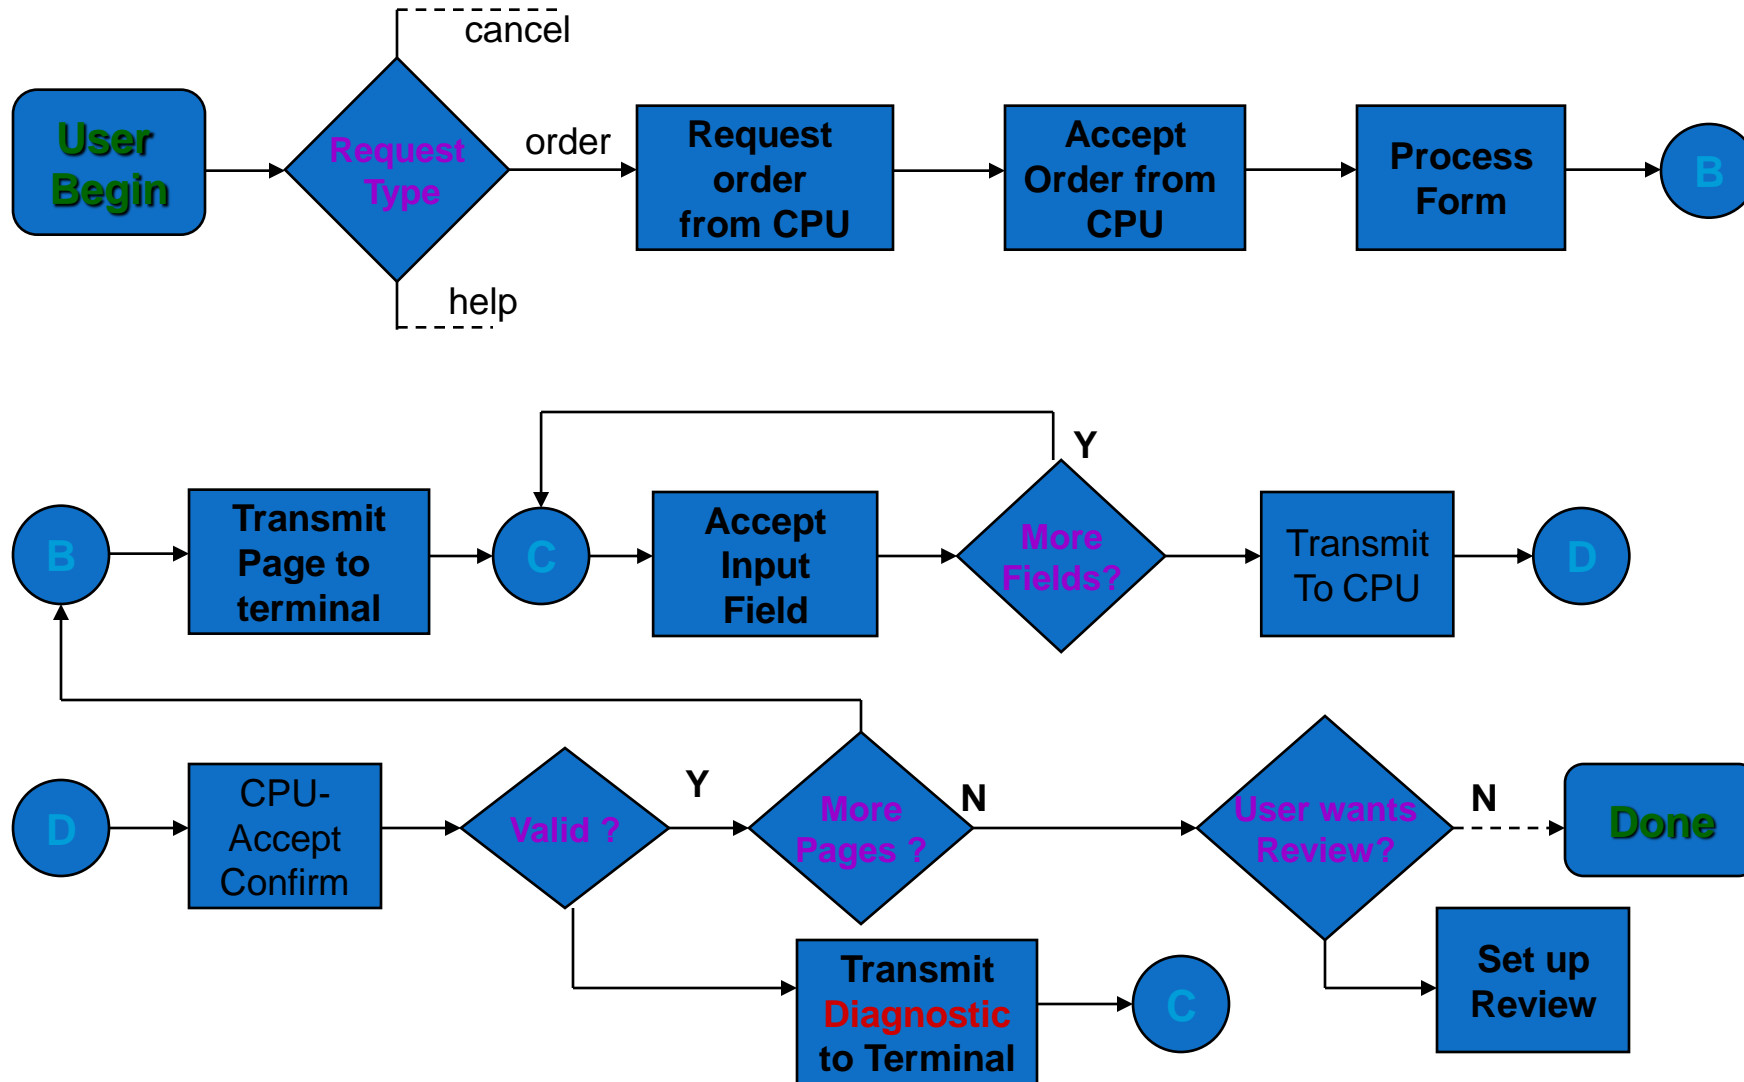 cancel
User
Begin
Request
Type
order
help
Request
order
from CPU
Accept
Order from
CPU
Process
Form
B
B
Transmit
Page to
terminal
C
Accept
Input
Field
Y
More
Fields?
Transmit
To CPU
D
D
CPU-
Accept
Confirm
Valid ?
Y
More
Pages ?
N
User wants
Review?
N
Done
Transmit
Diagnostic
to Terminal
C
Set up
Review